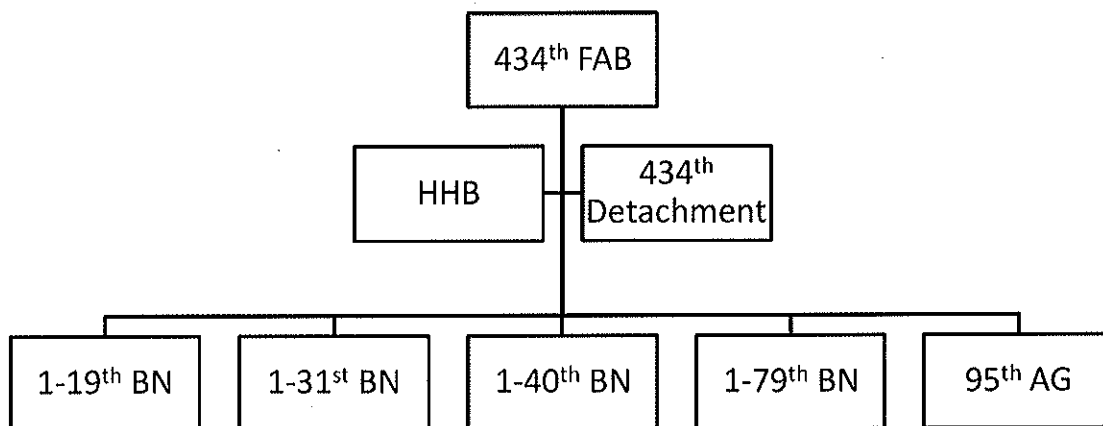 434th FAB
HHB
434th
Detachment
1-19th BN
1-31st BN
1-40th BN
1-79th BN
95th AG